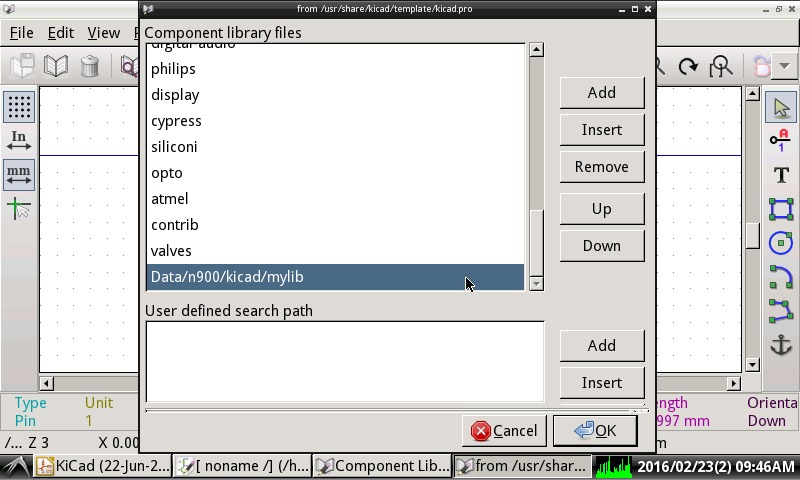 from /usr/share/kicad/template/kicad.pro
File Edit View
Component library files
digital-audio
philips
display
cypress
siliconi
opto
atmel
contrib
valves
Data/n900/kicad/mylib
Add
Insert
Remove
Up
Down
In
mm
A
1
T
User defined search path
Add
Insert
Type
Pin
Unit
1
ength
997 mm
Orienta
Down
Cancel
OK
/... Z 3 X 0.00 m
KiCad (22-Jun-2... [ noname /] (/h... Component Lib... from /usr/shar... 2016/02/23(2) 09:46AM